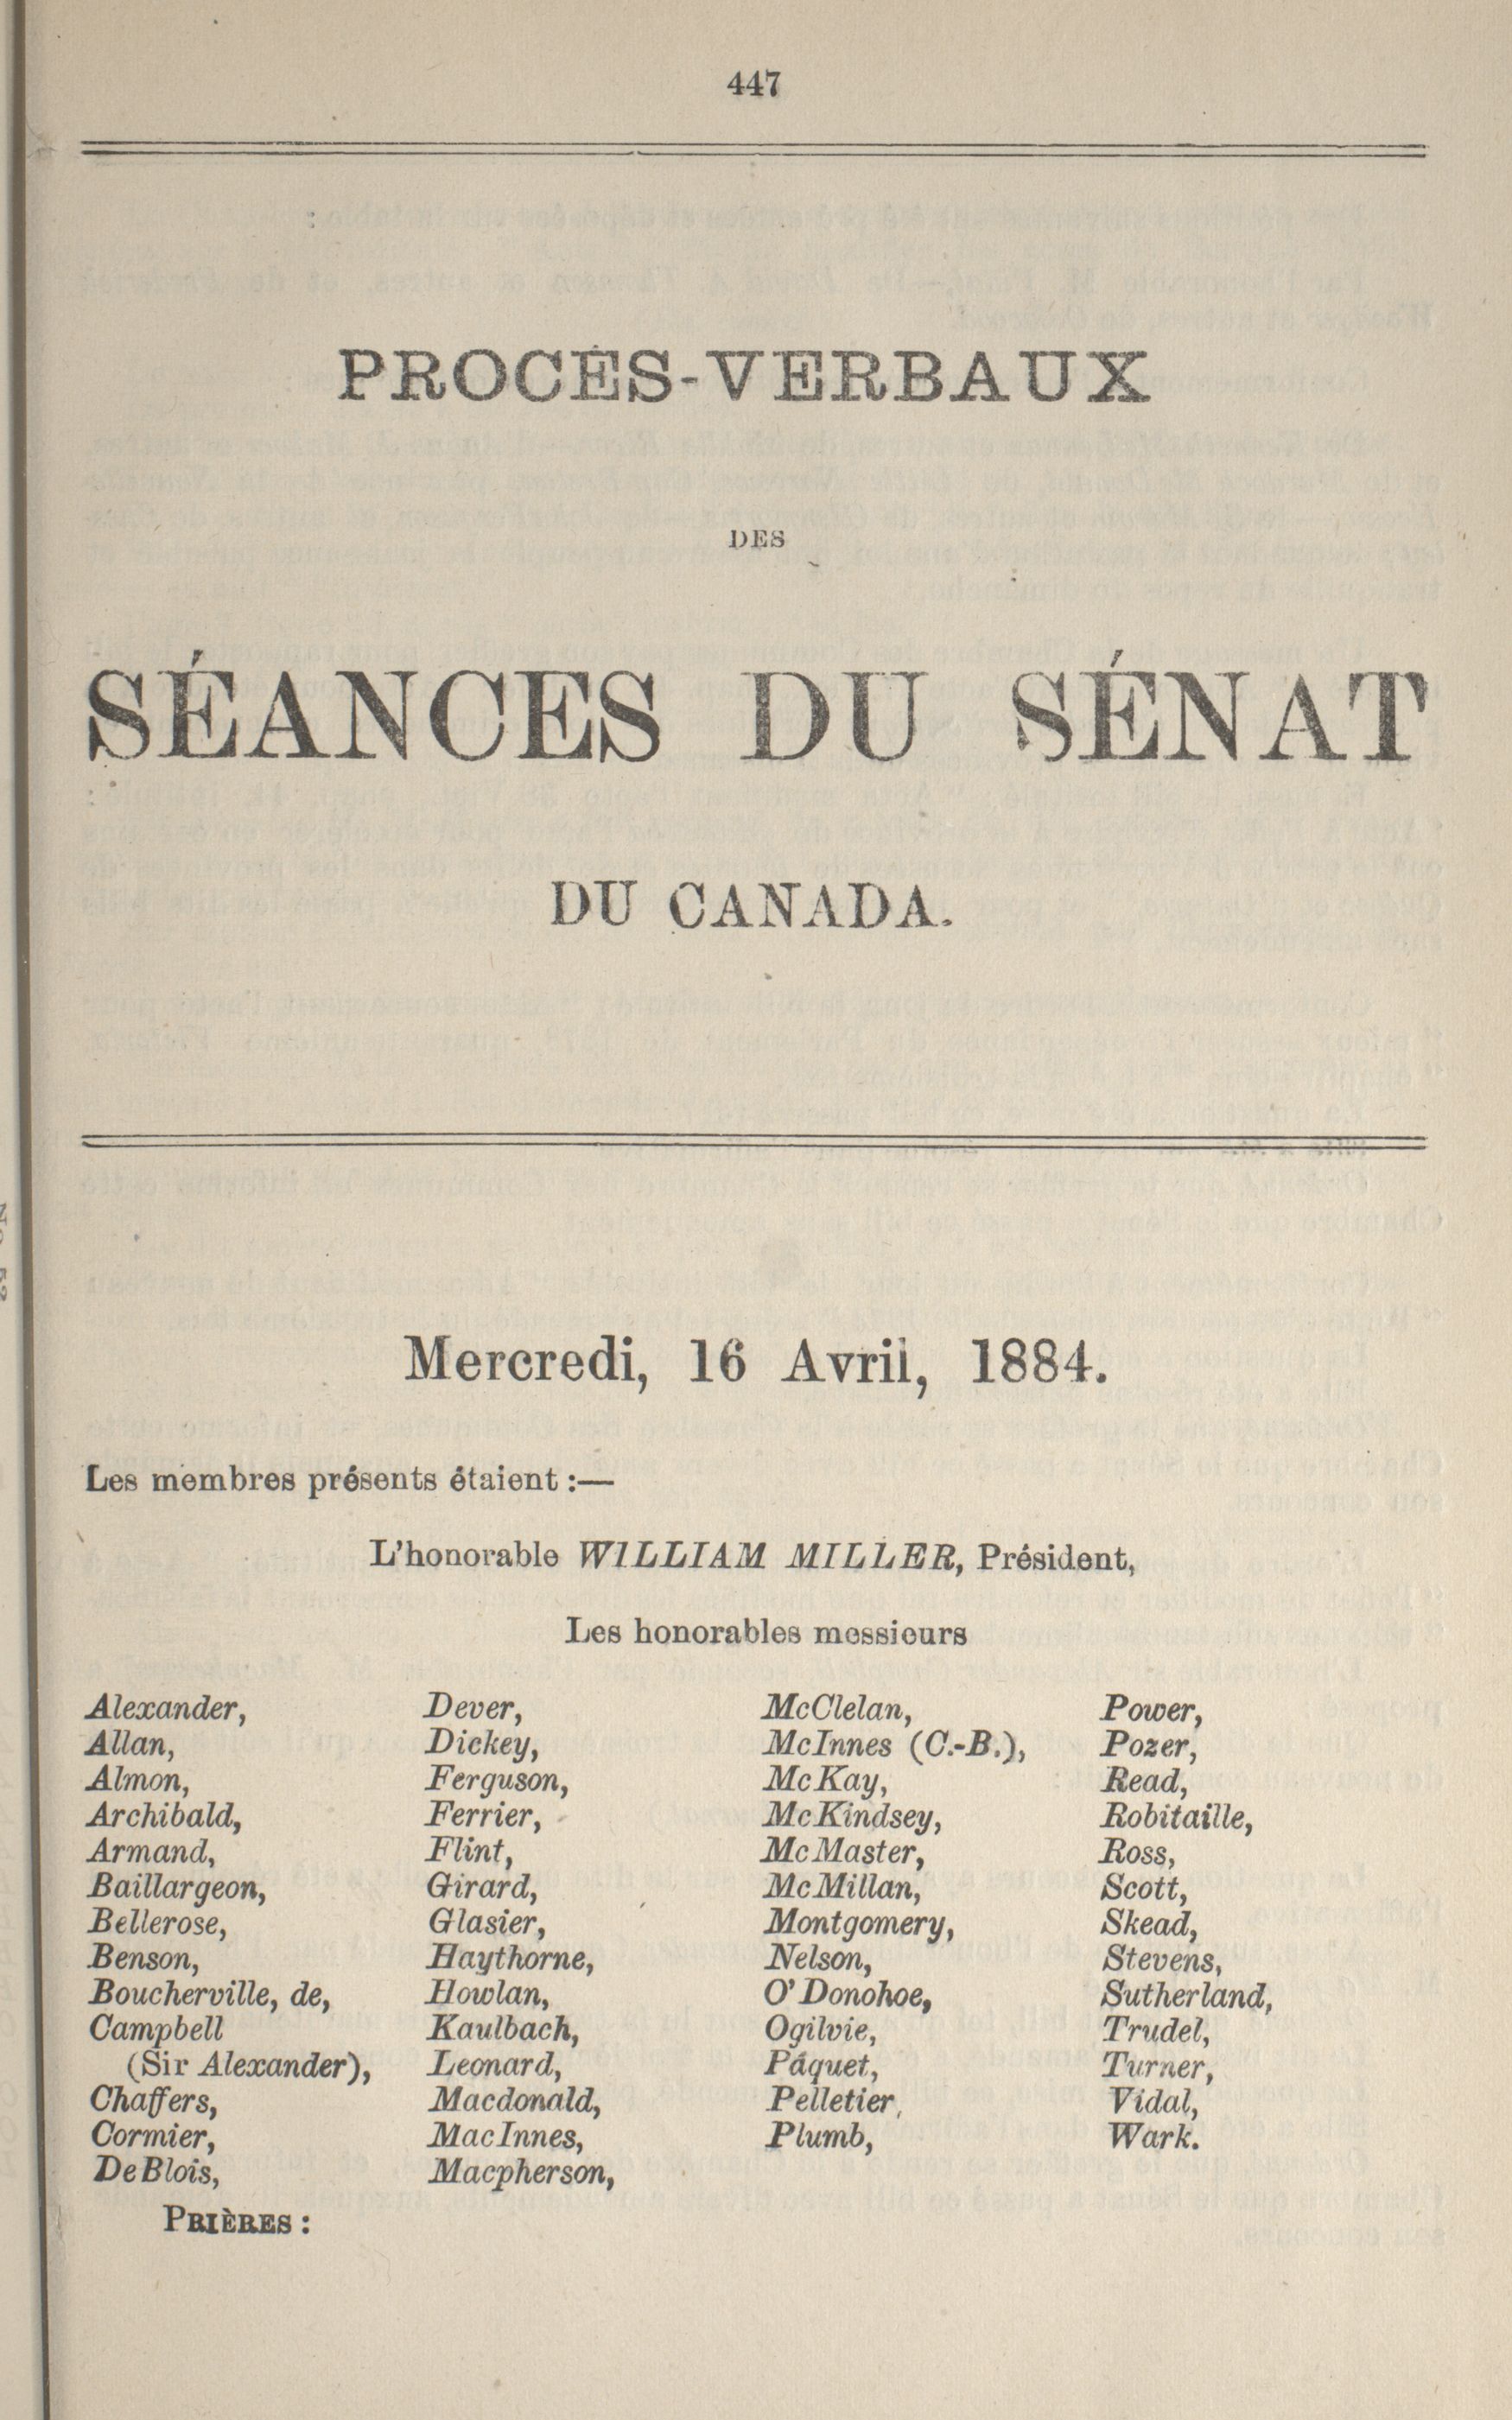 447
PROCÈS-VERBAUX
DES
SÉANCES DU SÉNAT
DU CANADA.
Mercredi, 16 Avril, 1884.
Les membres présents étaient :—
L'honorable WILLIAM MILLER, Président,
Les honorables messieurs
Alexander,
Allan,
Almon,
Archibald,
Armand,
Baillargeon,
Bellerose,
Benson,
Boucherville, de,
Campbell
(Sir Alexander),
Chaffers,
Cormier,
DeBlois,
Dever,
Dickey,
Ferguson,
Ferrier,
Flint,
Girard,
Glasier,
Haythorne,
Howlan,
Kaulbach,
Leonard,
Macdonald,
MacInnes,
Macpherson,
McClelan,
McInnes (C.-B.),
McKay,
McKindsey,
McMaster,
McMillan,
Montgomery,
Nelson,
O'Donohoe,
Ogilvie,
Pâquet,
Pelletier,
Plumb,
Power,
Pozer,
Read,
Robitaille,
Ross,
Scott,
Skead,
Stevens,
Sutherland,
Trudel,
Turner,
Vidal,
Wark.
PRIÈRES :